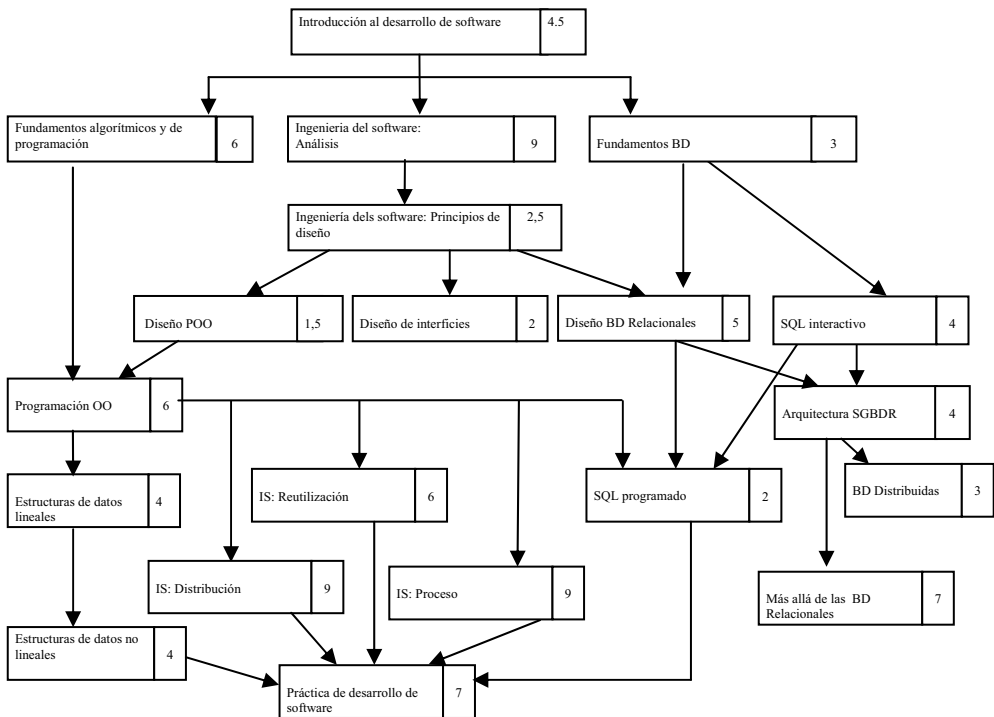 Introducción al desarrollo de software
4.5
Fundamentos algorítmicos y de
programación
6
Ingenieria del software:
Análisis
9
Fundamentos BD
3
Ingeniería dels software: Principios de
diseño
2,5
Diseño POO
1,5
Diseño de interficies
2
Diseño BD Relacionales
5
SQL interactivo
4
Programación OO
6
Arquitectura SGBDR
4
Estructuras de datos
lineales
4
IS: Reutilización
6
SQL programado
2
BD Distribuidas
3
IS: Distribución
9
IS: Proceso
9
Más allá de las BD
Relacionales
7
Estructuras de datos no
lineales
4
Práctica de desarrollo de
software
7